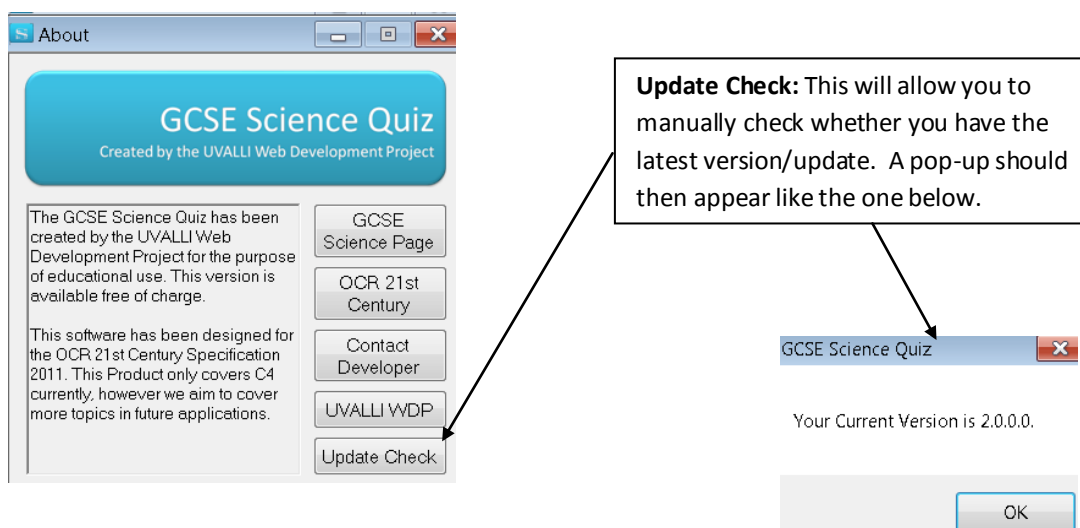 About
GCSE Science Quiz
Created by the UVALLI Web Development Project
The GCSE Science Quiz has been
created by the UVALLI Web
Development Project for the purpose
of educational use. This version is
available free of charge.
This software has been designed for
the OCR 21st Century Specification
2011. This Product only covers C4
currently, however we aim to cover
more topics in future applications.
GCSE
Science Page
OCR 21st
Century
Contact
Developer
UVALLI WDP
Update Check
Update Check: This will allow you to
manually check whether you have the
latest version/update. A pop-up should
then appear like the one below.
GCSE Science Quiz
Your Current Version is 2.0.0.0.
OK